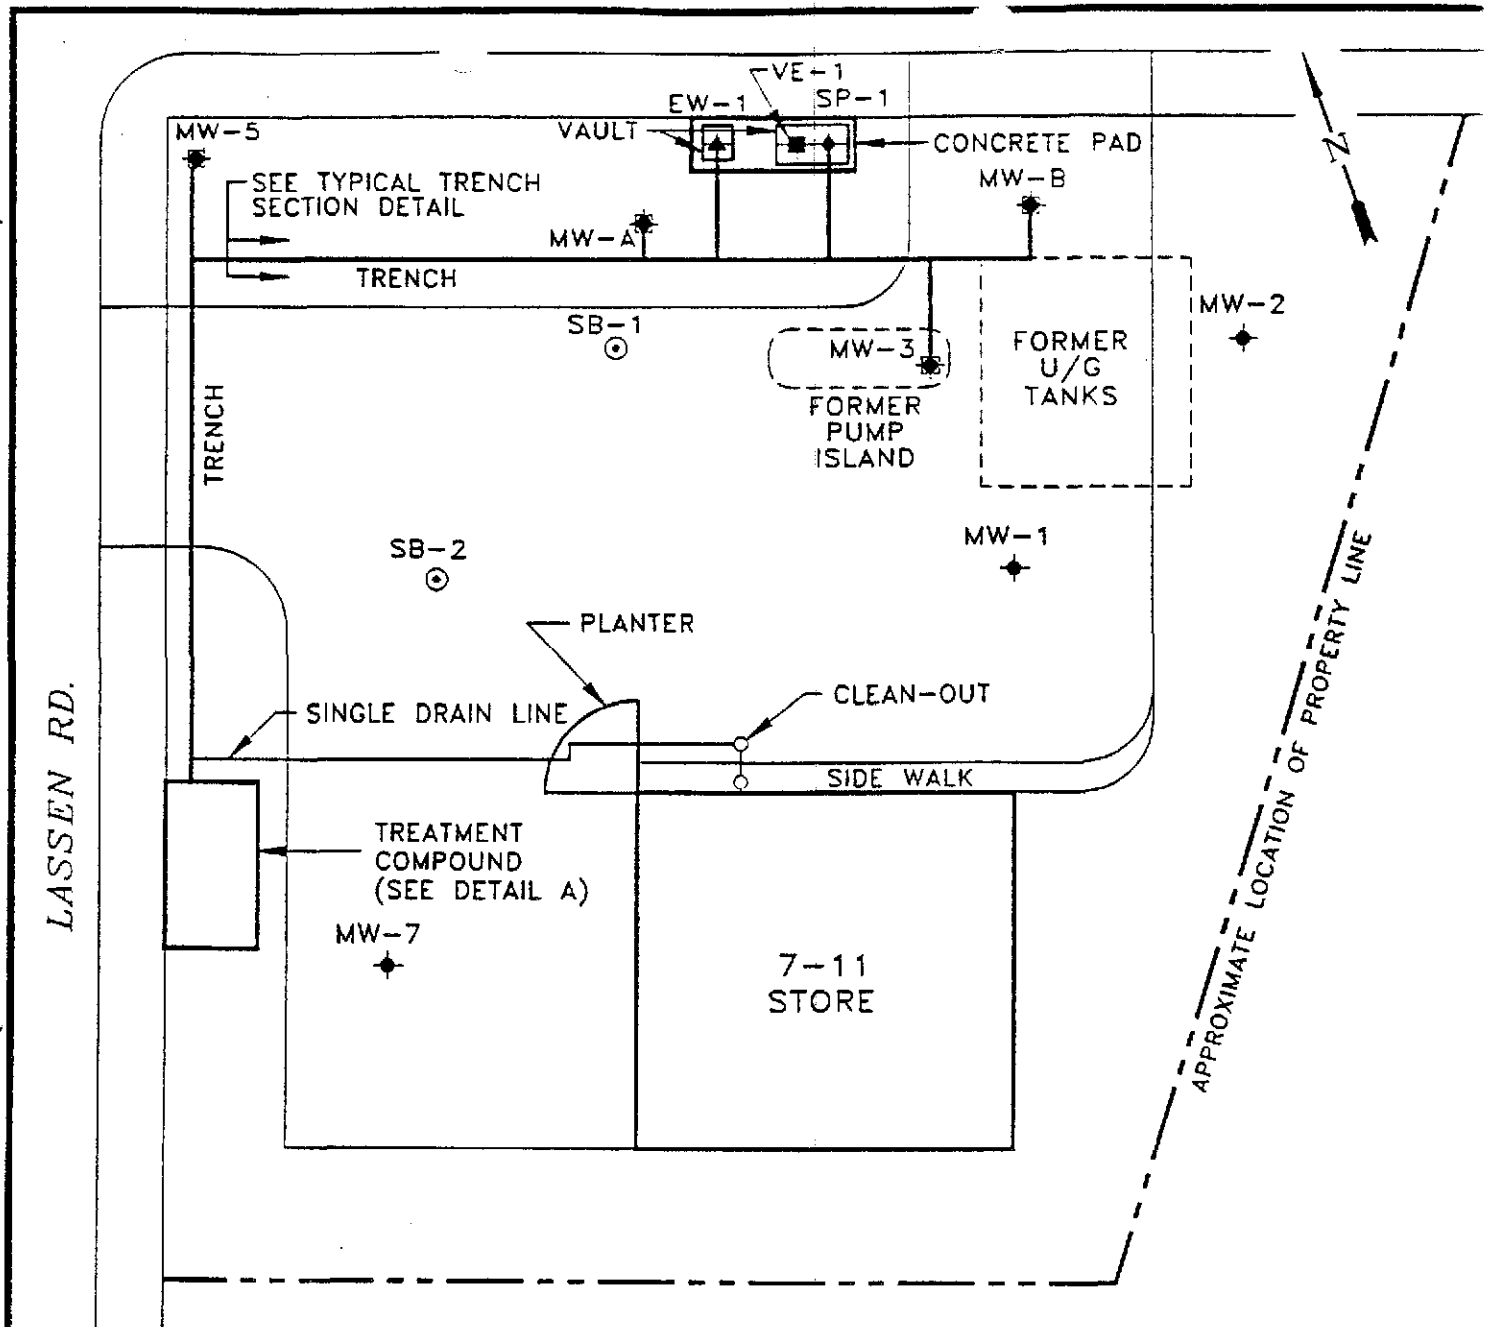 VE-1
EW-1
SP-1
MW-5
VAULT
CONCRETE PAD
SEE TYPICAL TRENCH
SECTION DETAIL
MW-B
N
MW-A
TRENCH
MW-2
SB-1
MW-3
FORMER
U/G
TANKS
FORMER
PUMP
ISLAND
TRENCH
MW-1
SB-2
PLANTER
APPROXIMATE LOCATION OF PROPERTY LINE
LASSEN RD.
SINGLE DRAIN LINE
CLEAN-OUT
SIDE WALK
TREATMENT
COMPOUND
(SEE DETAIL A)
MW-7
7-11
STORE